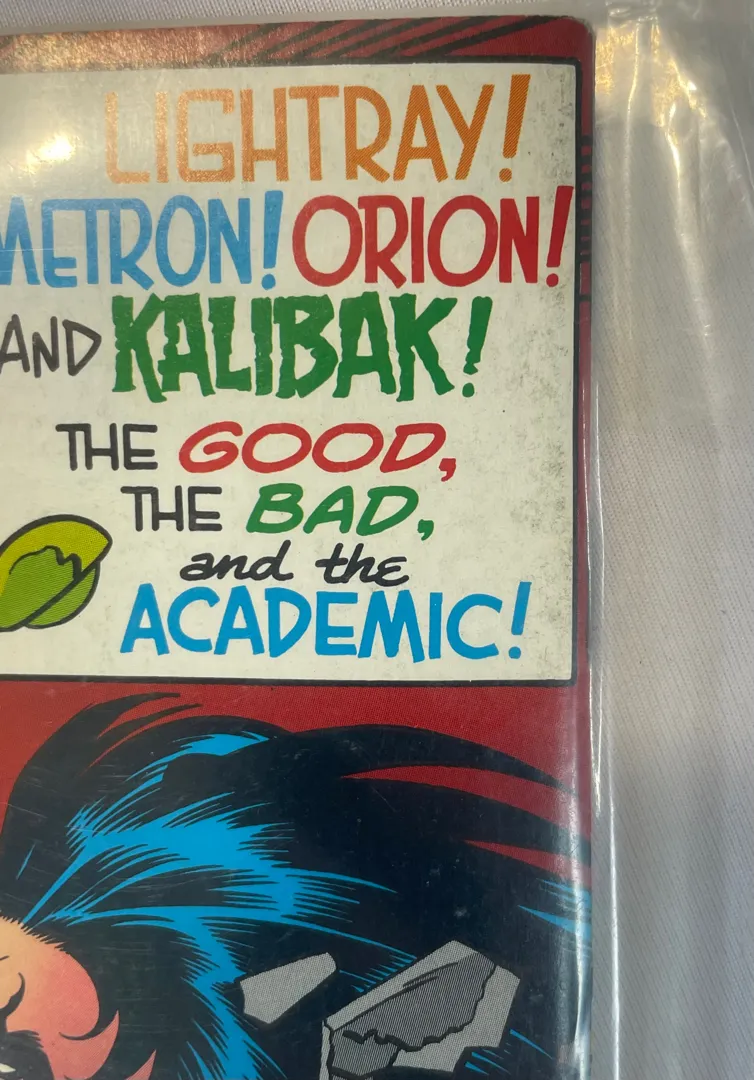 LIGHTRAY!
METRON! ORION!
AND KALIBAK!
THE GOOD,
THE BAD,
and the
ACADEMIC!